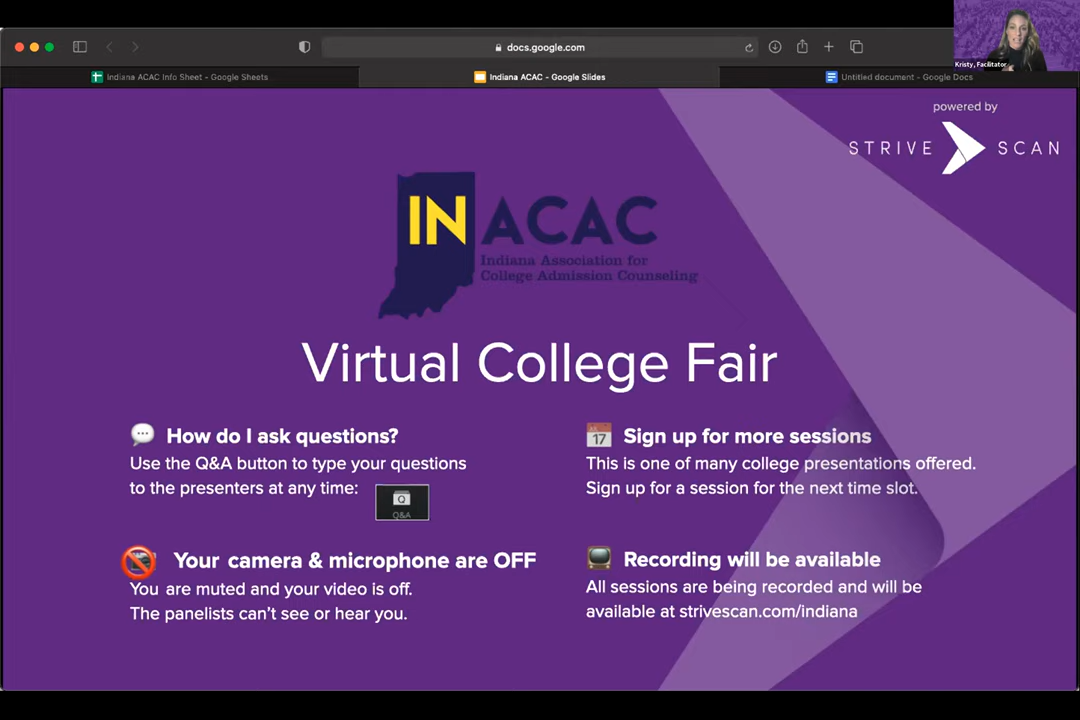 docs.google.com
Kristy, Facilitator
Indiana ACAC Info Sheet - Google Sheets
Indiana ACAC - Google Slides
Untitled document - Google Docs
powered by
STRIVE SCAN
IN ACAC
Indiana Association for
College Admission Counseling
Virtual College Fair
How do I ask questions?
Use the Q&A button to type your questions
to the presenters at any time:
Q
Q&A
Sign up for more sessions
17
This is one of many college presentations offered.
Sign up for a session for the next time slot.
Your camera & microphone are OFF
You are muted and your video is off.
The panelists can't see or hear you.
Recording will be available
All sessions are being recorded and will be
available at strivescan.com/indiana